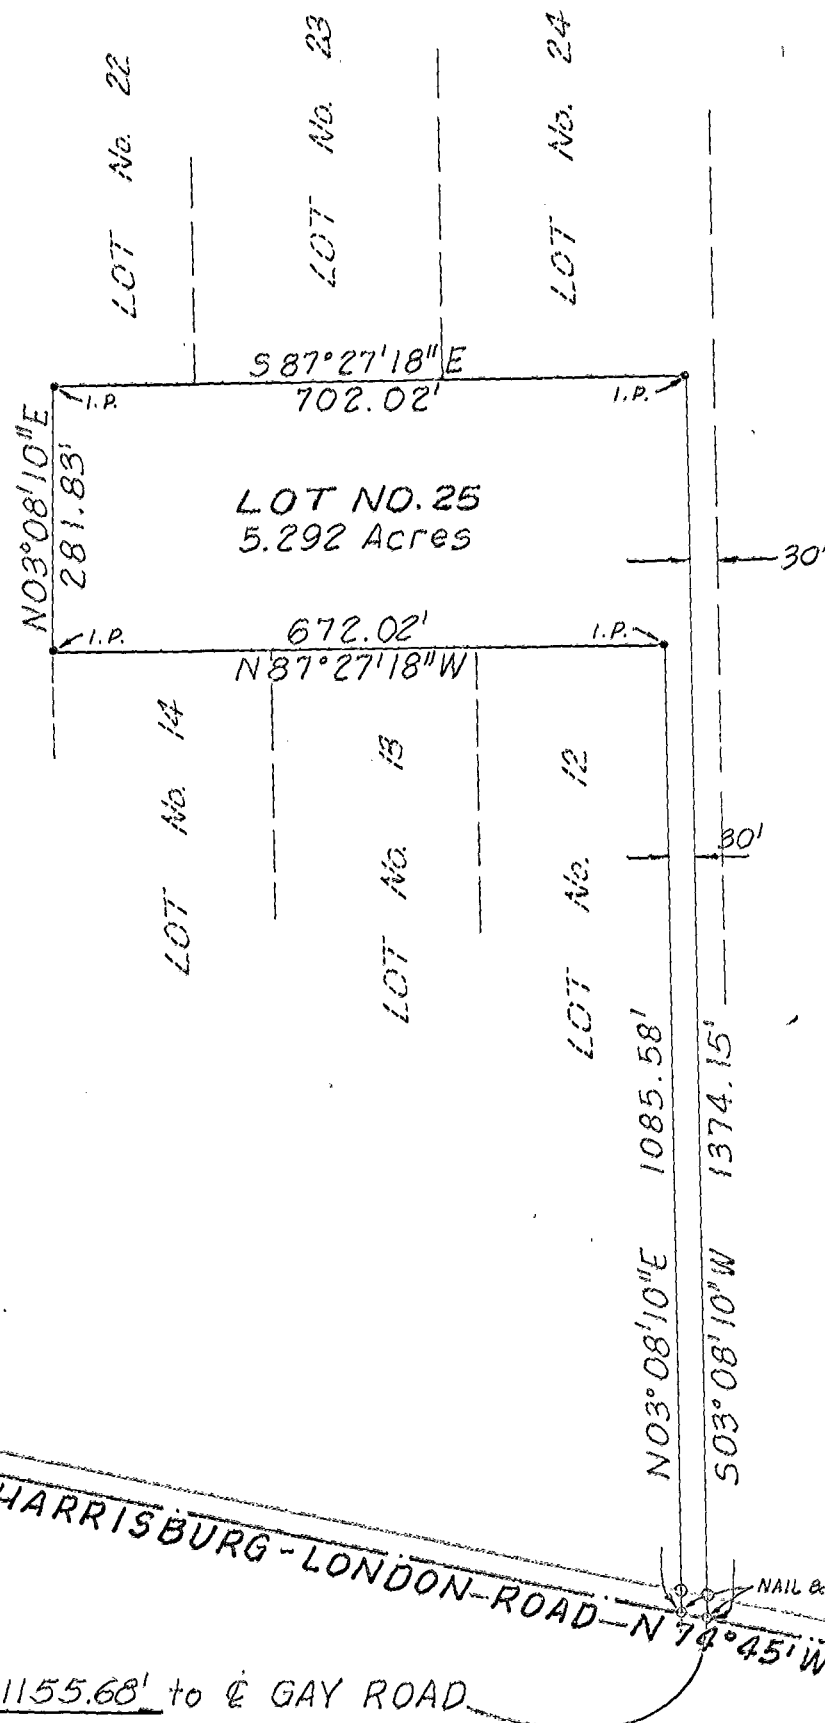 LOT No. 22
LOT No. 23
LOT No. 24
S 87°27'18" E
702.02'
I.P.
I.P.
N03°08'10"E
281.83'
LOT NO. 25
5.292 Acres
30'
I.P.
672.02'
I.P.
N 87°27'18" W
LOT No. 14
LOT No. 13
LOT No. 12
30'
N03°08'10"E 1085.58'
S03°08'10"W 1374.15'
NAIL &
HARRISBURG-LONDON-ROAD-N 74°45' W
1155.68' to ℄ GAY ROAD